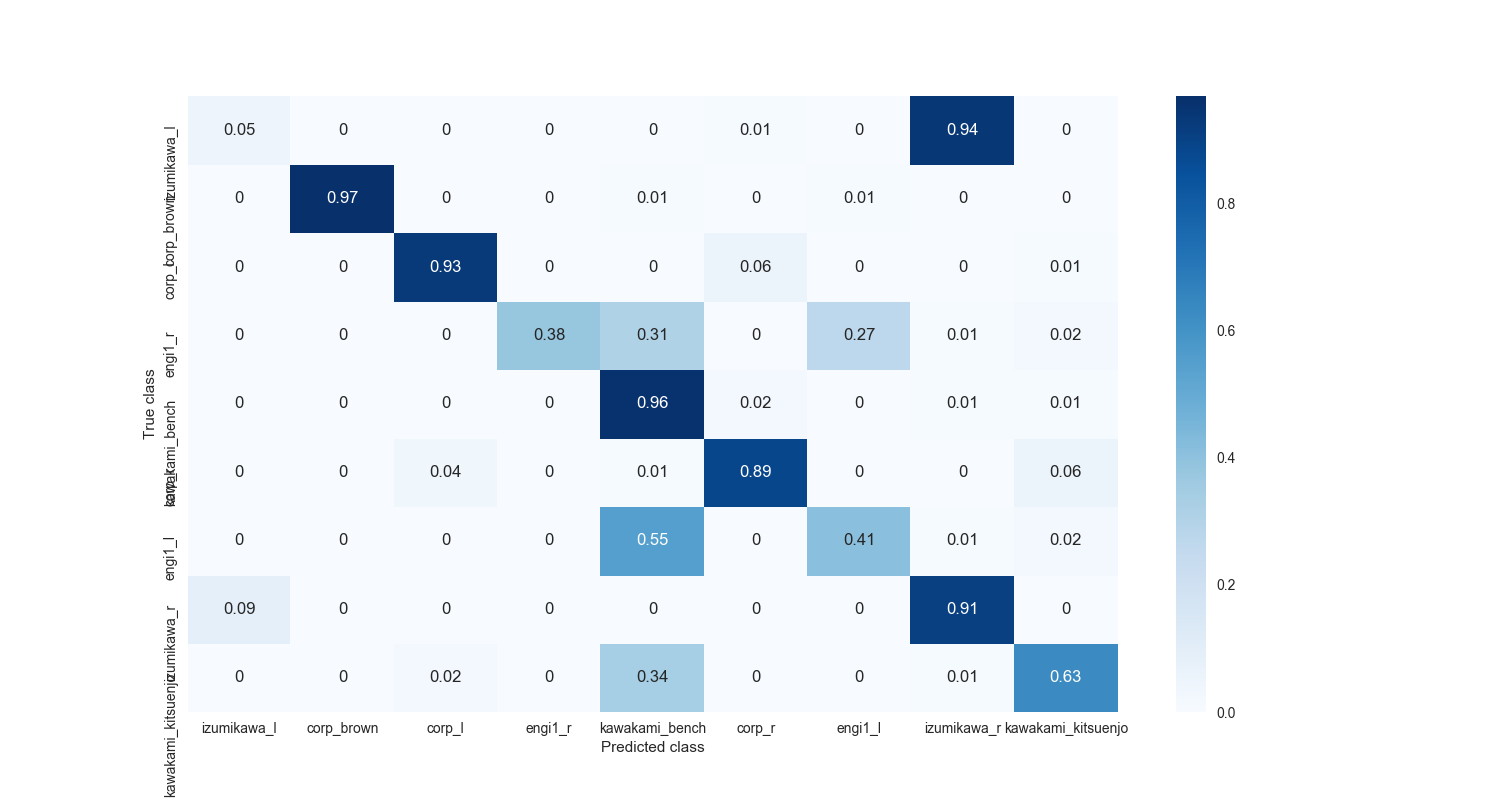 izumikawa_l 0.05 0 0 0 0 0.01 0 0.94 0
corp_brown 0 0.97 0 0 0.01 0 0.01 0 0
corp_l 0 0 0.93 0 0 0.06 0 0 0.01
engi1_r 0 0 0 0.38 0.31 0 0.27 0.01 0.02
kawakami_bench 0 0 0 0 0.96 0.02 0 0.01 0.01
corp_r 0 0 0.04 0 0.01 0.89 0 0 0.06
engi1_l 0 0 0 0 0.55 0 0.41 0.01 0.02
izumikawa_r 0.09 0 0 0 0 0 0 0.91 0
kawakami_kitsuenjo 0 0 0.02 0 0.34 0 0 0.01 0.63
izumikawa_l corp_brown corp_l engi1_r kawakami_bench corp_r engi1_l izumikawa_r kawakami_kitsuenjo
Predicted class
True class
0.8
0.6
0.4
0.2
0.0